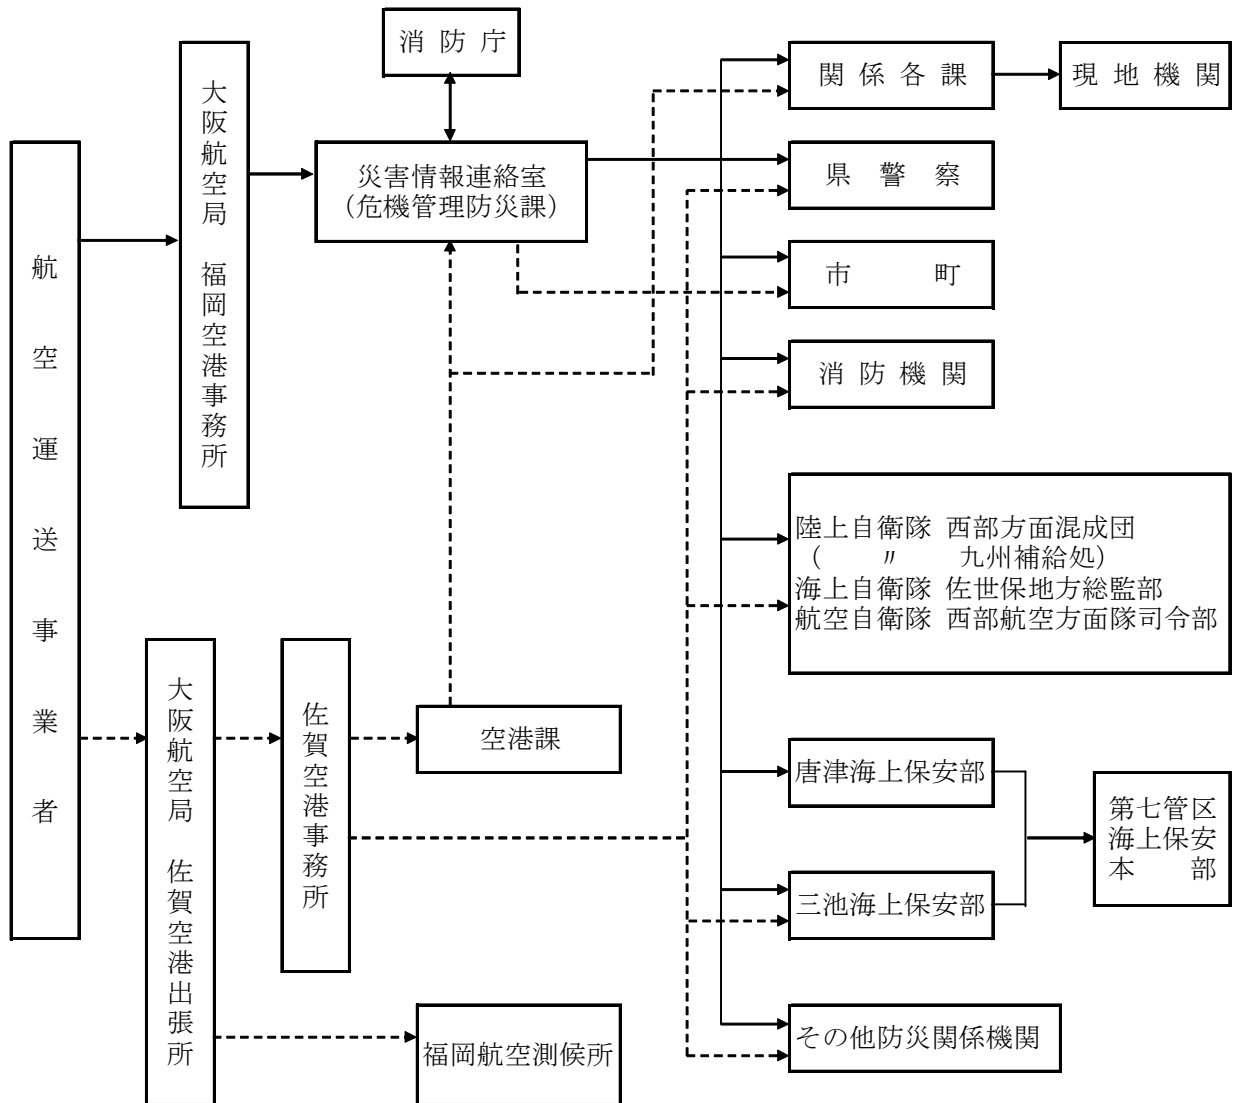 消防庁
関係各課
現地機関
大阪航空局 福岡空港事務所
災害情報連絡室
（危機管理防災課）
県警察
航空運送事業者
市町
消防機関
陸上自衛隊 西部方面混成団
（ 〃 九州補給処）
海上自衛隊 佐世保地方総監部
航空自衛隊 西部航空方面隊司令部
大阪航空局 佐賀空港出張所
佐賀空港事務所
空港課
唐津海上保安部
第七管区
海上保安
本部
三池海上保安部
福岡航空測候所
その他防災関係機関